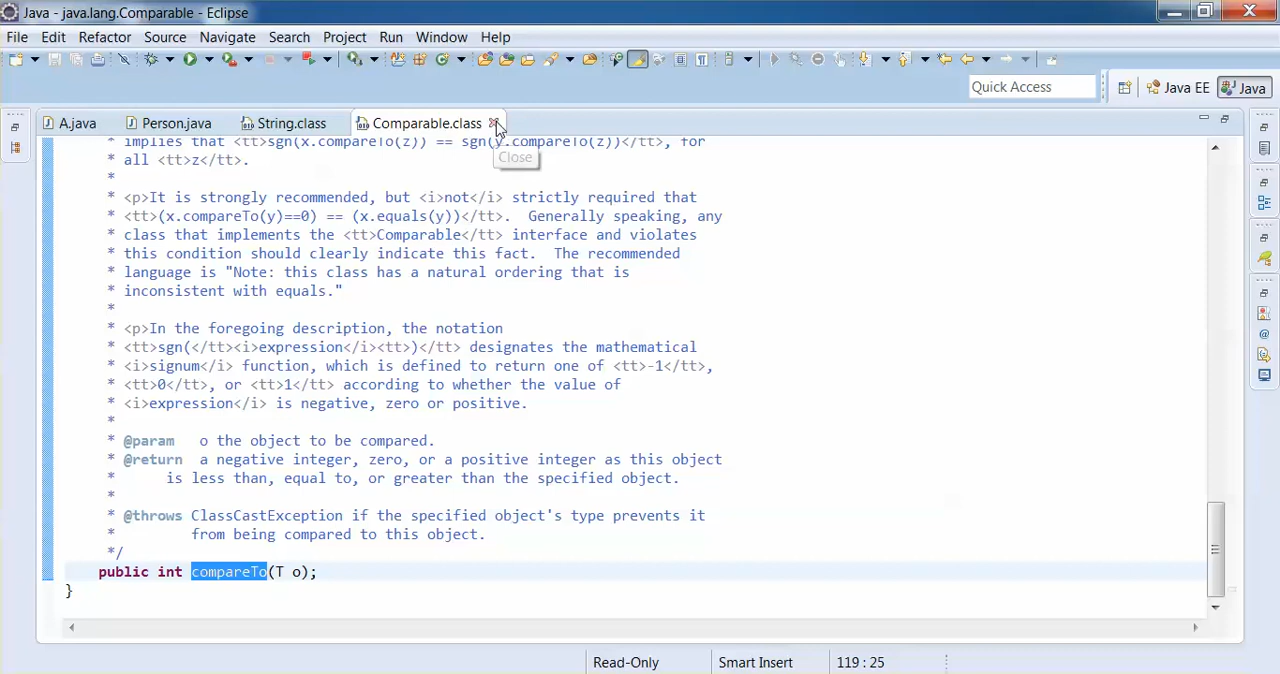 Java - java.lang.Comparable - Eclipse
File Edit Refactor Source Navigate Search Project Run Window Help
Quick Access Java EE Java
A.java Person.java String.class Comparable.class
Close
* implies that <tt>sgn(x.compareTo(z)) == sgn(y.compareTo(z))</tt>, for
* all <tt>z</tt>.
*
* <p>It is strongly recommended, but <i>not</i> strictly required that
* <tt>(x.compareTo(y)==0) == (x.equals(y))</tt>.  Generally speaking, any
* class that implements the <tt>Comparable</tt> interface and violates
* this condition should clearly indicate this fact.  The recommended
* language is "Note: this class has a natural ordering that is
* inconsistent with equals."
*
* <p>In the foregoing description, the notation
* <tt>sgn(</tt><i>expression</i><tt>)</tt> designates the mathematical
* <i>signum</i> function, which is defined to return one of <tt>-1</tt>,
* <tt>0</tt>, or <tt>1</tt> according to whether the value of
* <i>expression</i> is negative, zero or positive.
*
* @param   o the object to be compared.
* @return  a negative integer, zero, or a positive integer as this object
*      is less than, equal to, or greater than the specified object.
*
* @throws ClassCastException if the specified object's type prevents it
*         from being compared to this object.
*/
public int compareTo(T o);
}
Read-Only Smart Insert 119 : 25